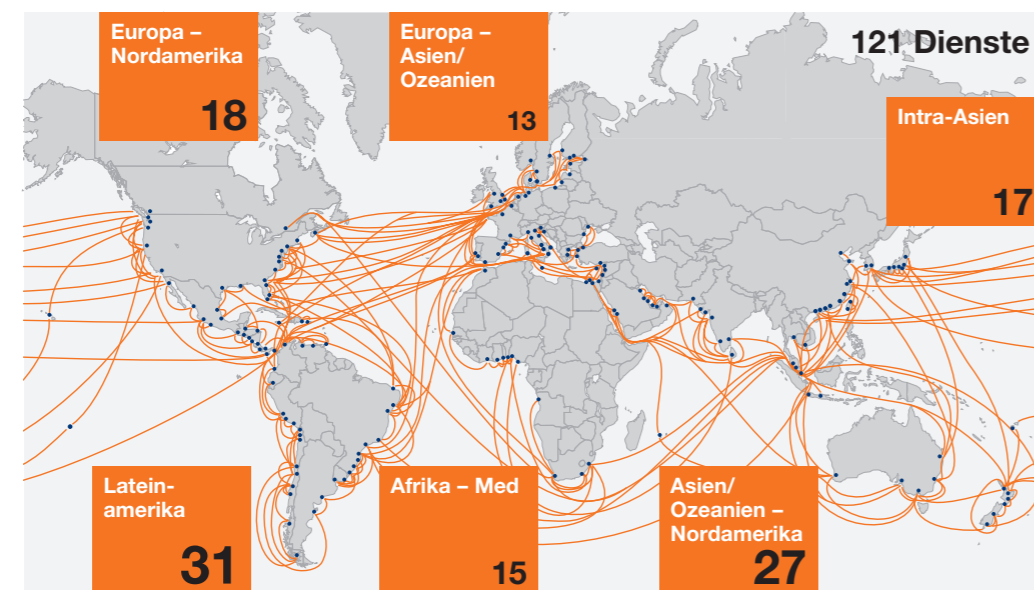 Europa –
Nordamerika
18
Europa –
Asien/
Ozeanien
13
121 Dienste
Intra-Asien
17
Latein-
amerika
31
Afrika – Med
15
Asien/
Ozeanien –
Nordamerika
27